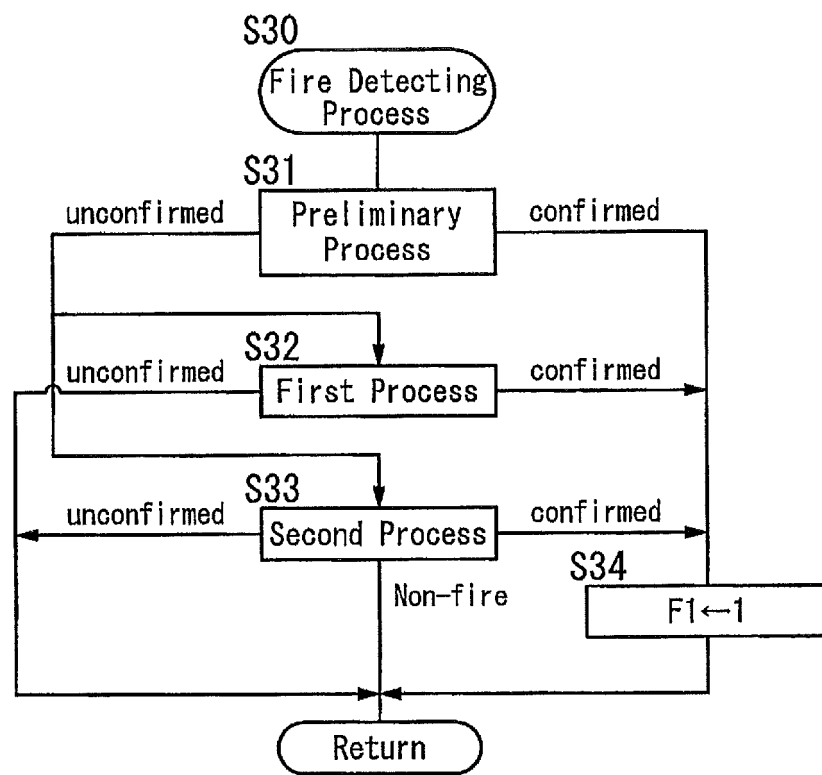 S30
Fire Detecting
Process
S31
unconfirmed
Preliminary
Process
confirmed
S32
unconfirmed
First Process
confirmed
S33
unconfirmed
Second Process
confirmed
S34
Non-fire
F1←1
Return